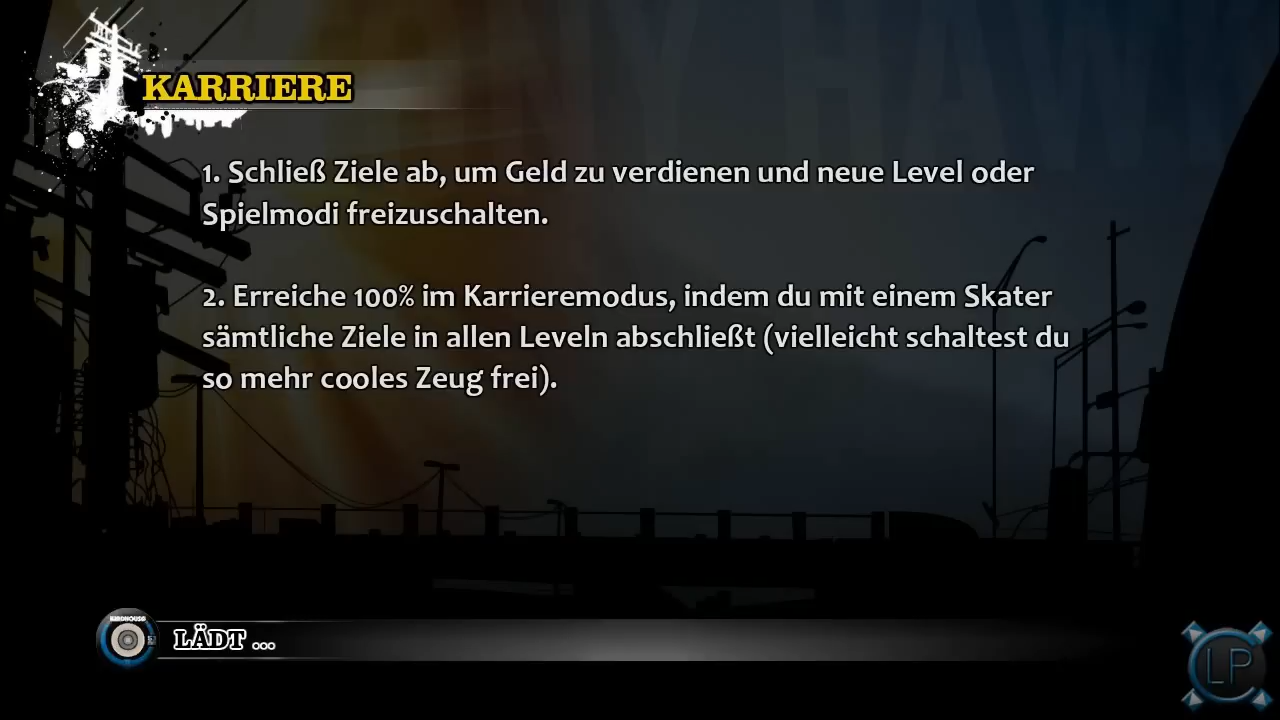 KARRIERE
1. Schließ Ziele ab, um Geld zu verdienen und neue Level oder
Spielmodi freizuschalten.
2. Erreiche 100% im Karrieremodus, indem du mit einem Skater
sämtliche Ziele in allen Leveln abschließt (vielleicht schaltest du
so mehr cooles Zeug frei).
BIRDHOUSE
LÄDT ...
LP